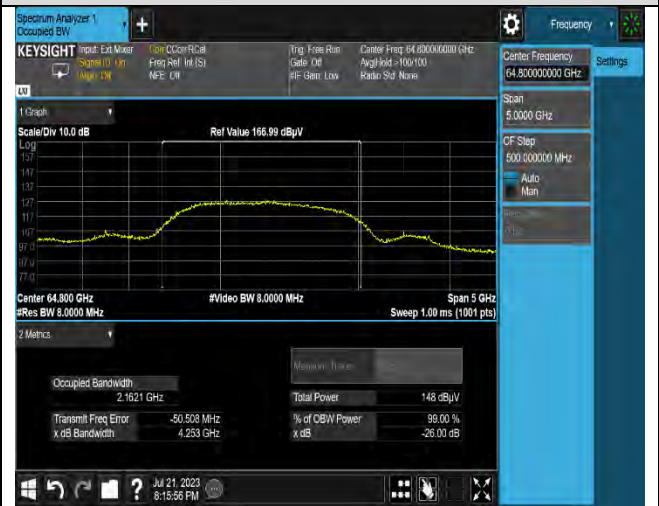 Spectrum Analyzer 1
Occupied BW
+
Frequency
KEYSIGHT Input: Ext Mixer Corr CCorr RCal Trig: Free Run Center Freq: 64.800000000 GHz
Signal ID: On Freq Ref: Int (S) Gate: Off Avg|Hold:>100/100
Align: Off NFE: Off #IF Gain: Low Radio Std: None
LXI
Center Frequency
64.800000000 GHz
Settings
Span
5.0000 GHz
CF Step
500.000000 MHz
Auto
Man
1 Graph
Scale/Div 10.0 dB Ref Value 166.99 dBµV
Log
157
147
137
127
117
107
97.0
87.0
77.0
Center 64.800 GHz #Video BW 8.0000 MHz Span 5 GHz
#Res BW 8.0000 MHz Sweep 1.00 ms (1001 pts)
2 Metrics
Measure Trace
Occupied Bandwidth
2.1621 GHz
Total Power 148 dBµV
Transmit Freq Error -50.508 MHz % of OBW Power 99.00 %
x dB Bandwidth 4.253 GHz x dB -26.00 dB
? Jul 21, 2023
8:15:56 PM